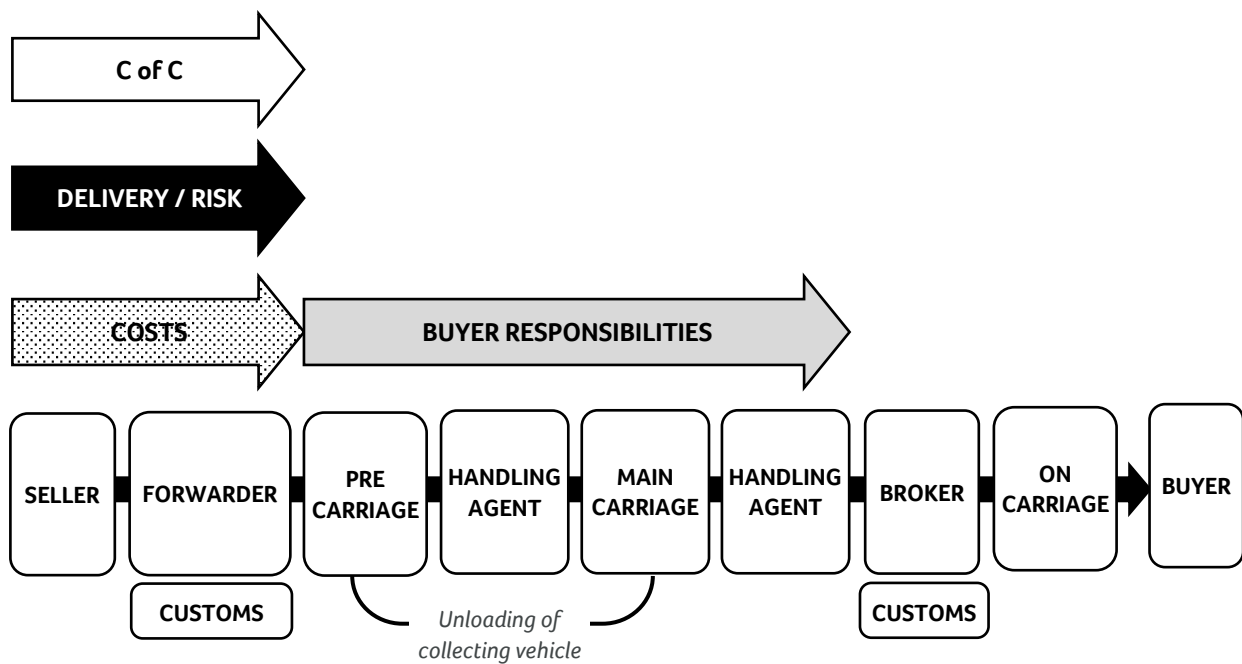 C of C
DELIVERY / RISK
COSTS
BUYER RESPONSIBILITIES
SELLER
FORWARDER
PRE
CARRIAGE
HANDLING
AGENT
MAIN
CARRIAGE
HANDLING
AGENT
BROKER
ON
CARRIAGE
BUYER
CUSTOMS
Unloading of
collecting vehicle
CUSTOMS